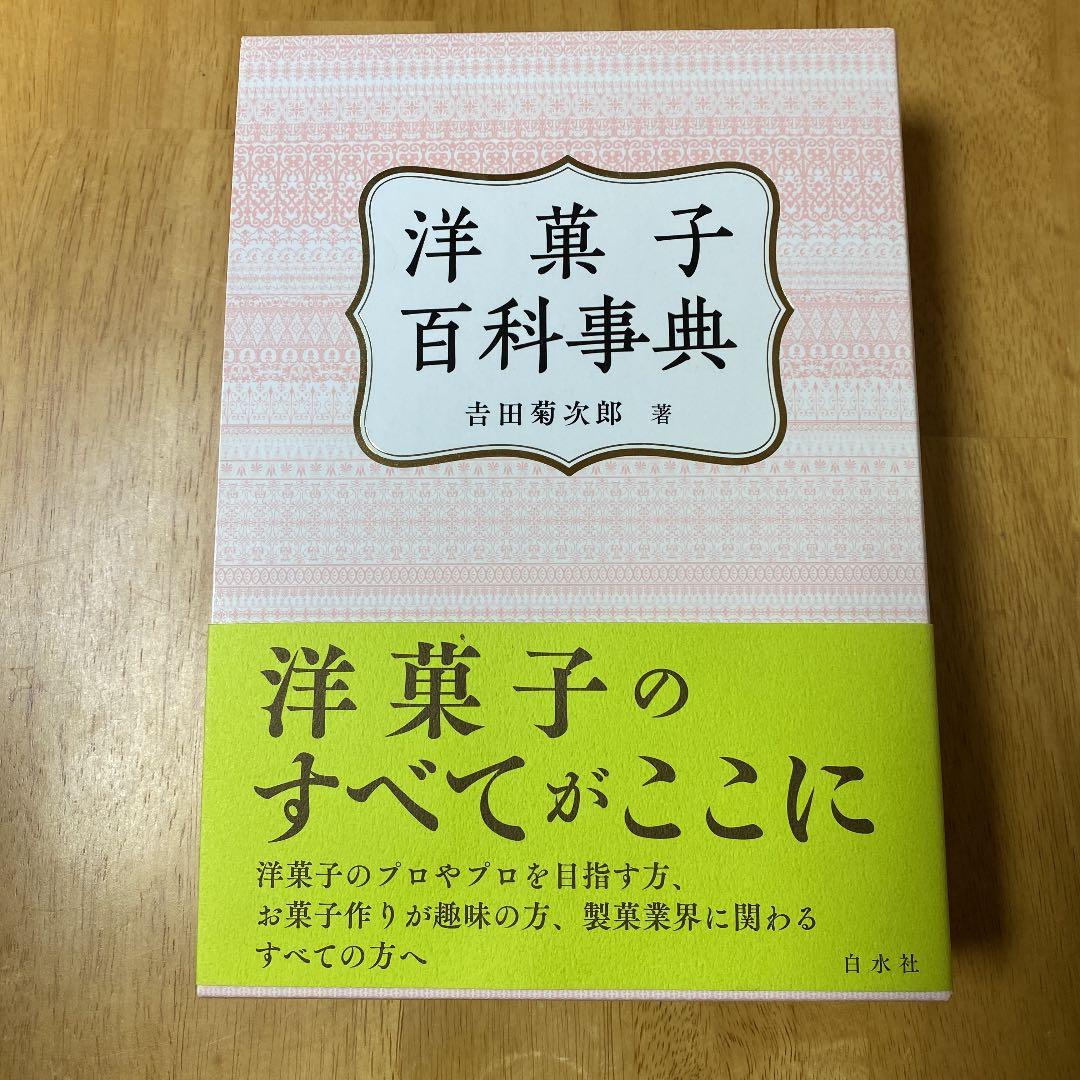 洋菓子
百科事典
𠮷田菊次郎 著
洋菓子の
すべてがここに
洋菓子のプロやプロを目指す方、
お菓子作りが趣味の方、製菓業界に関わる
すべての方へ
白水社